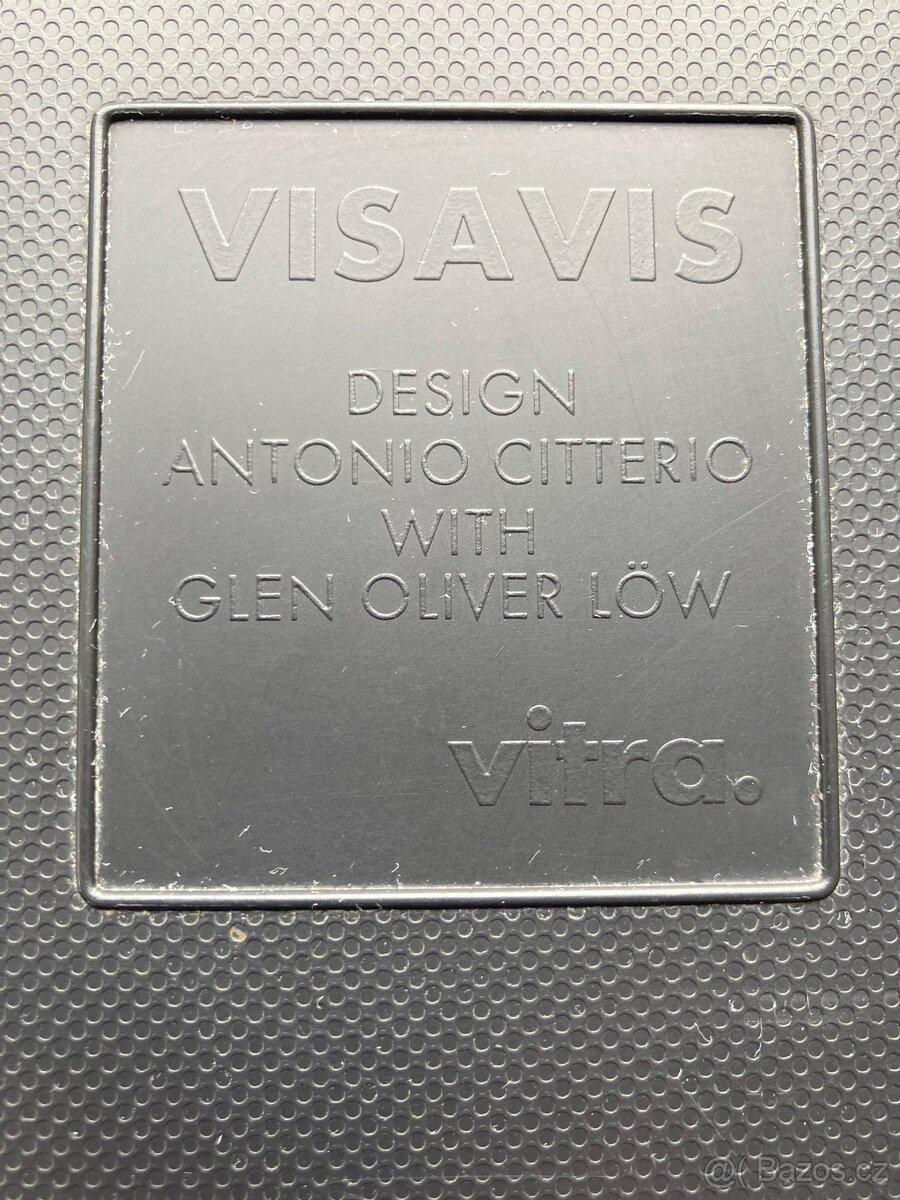 VISAVIS
DESIGN
ANTONIO CITTERIO
WITH
GLEN OLIVER LÖW
vitra.
@( Bazos.cz